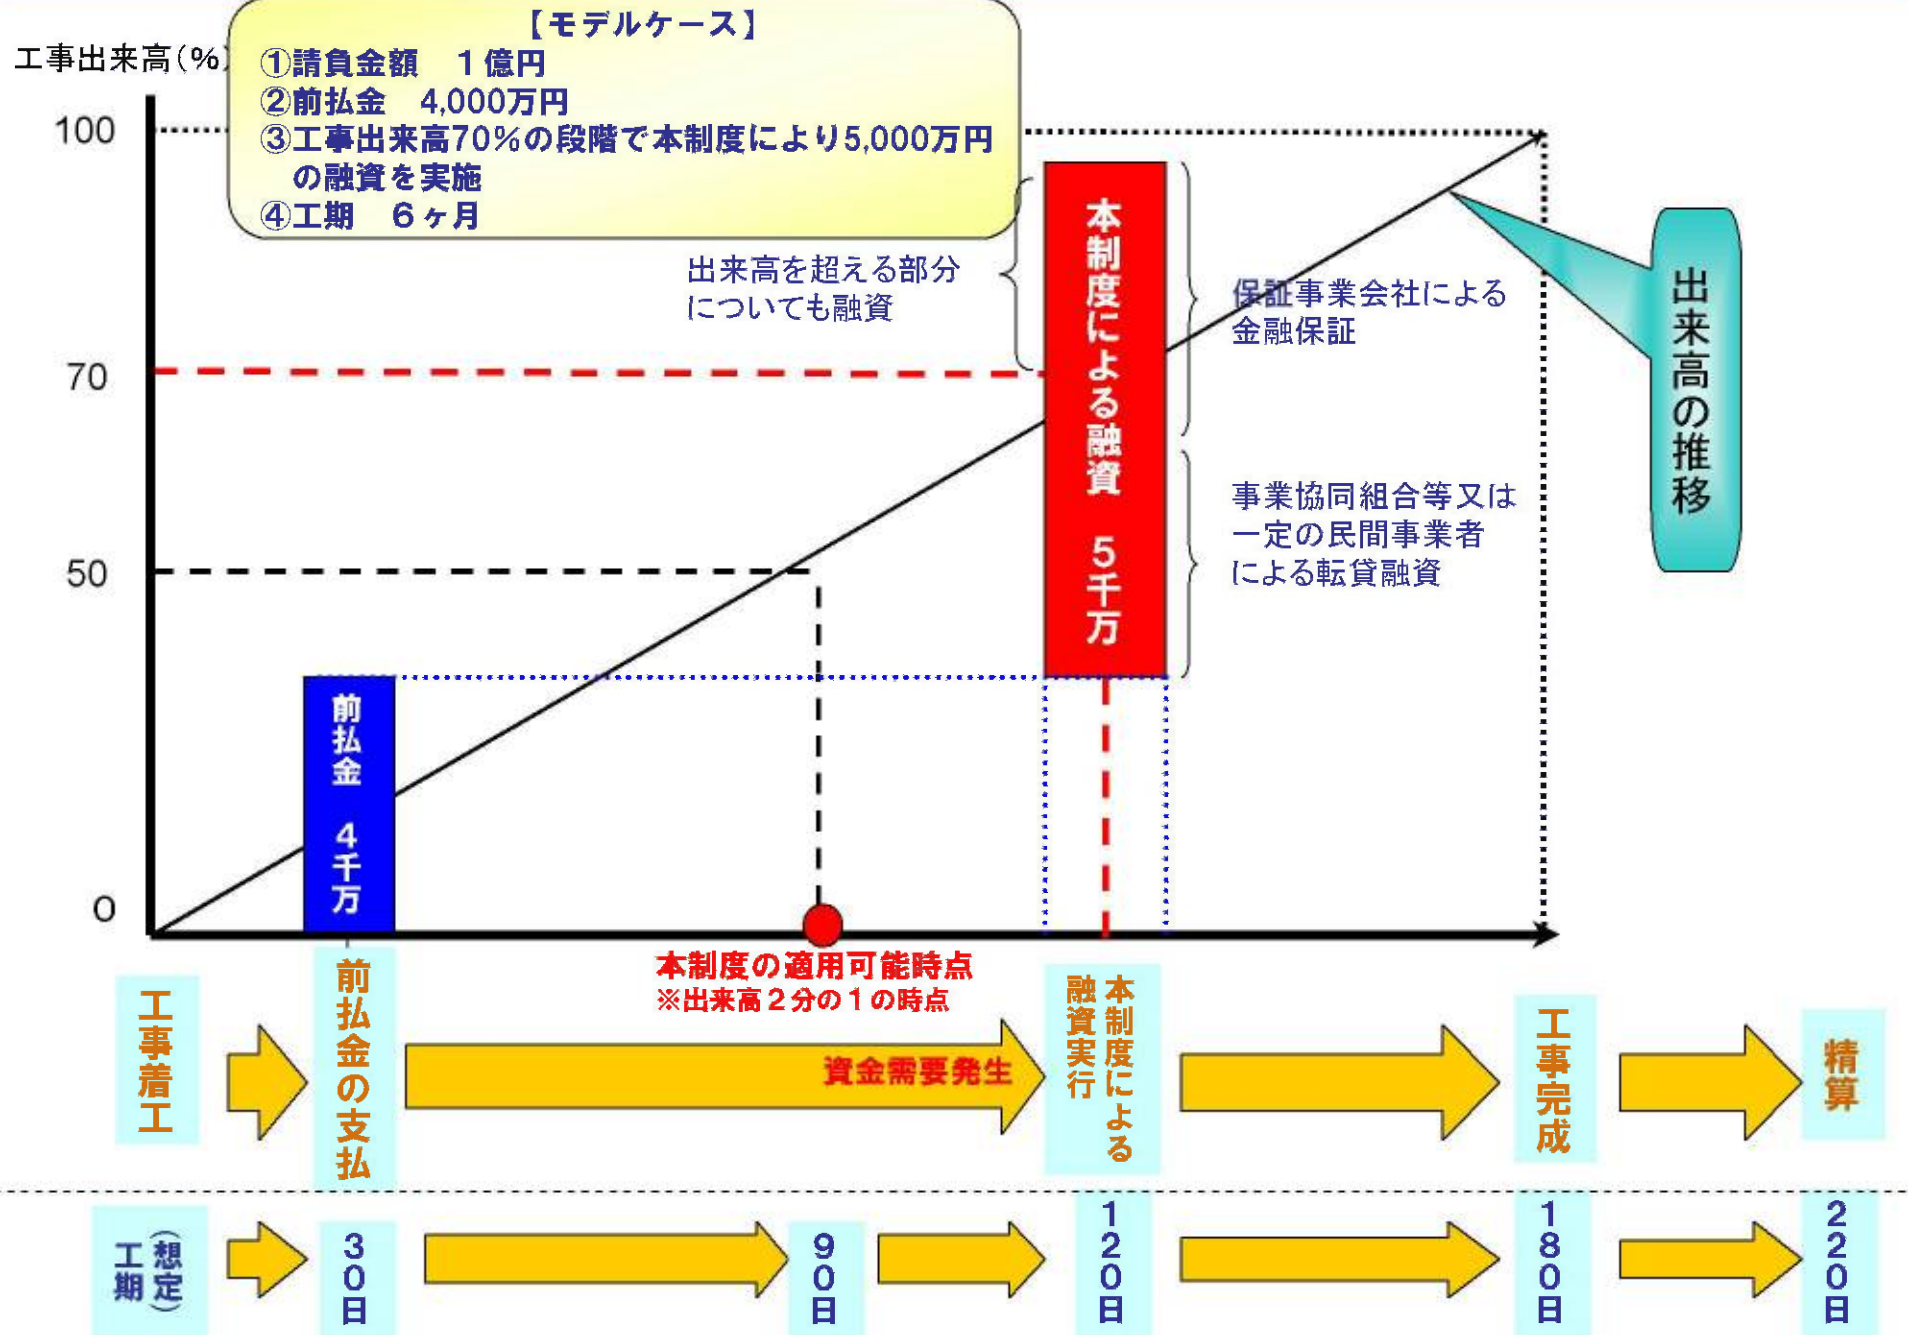 【モデルケース】
①請負金額　１億円
②前払金　4,000万円
③工事出来高70％の段階で本制度により5,000万円
の融資を実施
④工期　６ヶ月
工事出来高(％)
100
70
50
0
出来高を超える部分
についても融資
本制度による融資　５千万
保証事業会社による
金融保証
事業協同組合等又は
一定の民間事業者
による転貸融資
出来高の推移
前払金　４千万
本制度の適用可能時点
※出来高２分の１の時点
工事着工
前払金の支払
資金需要発生
本制度による
融資実行
工事完成
精算
（想定）
工期
３０日
９０日
１２０日
１８０日
２２０日